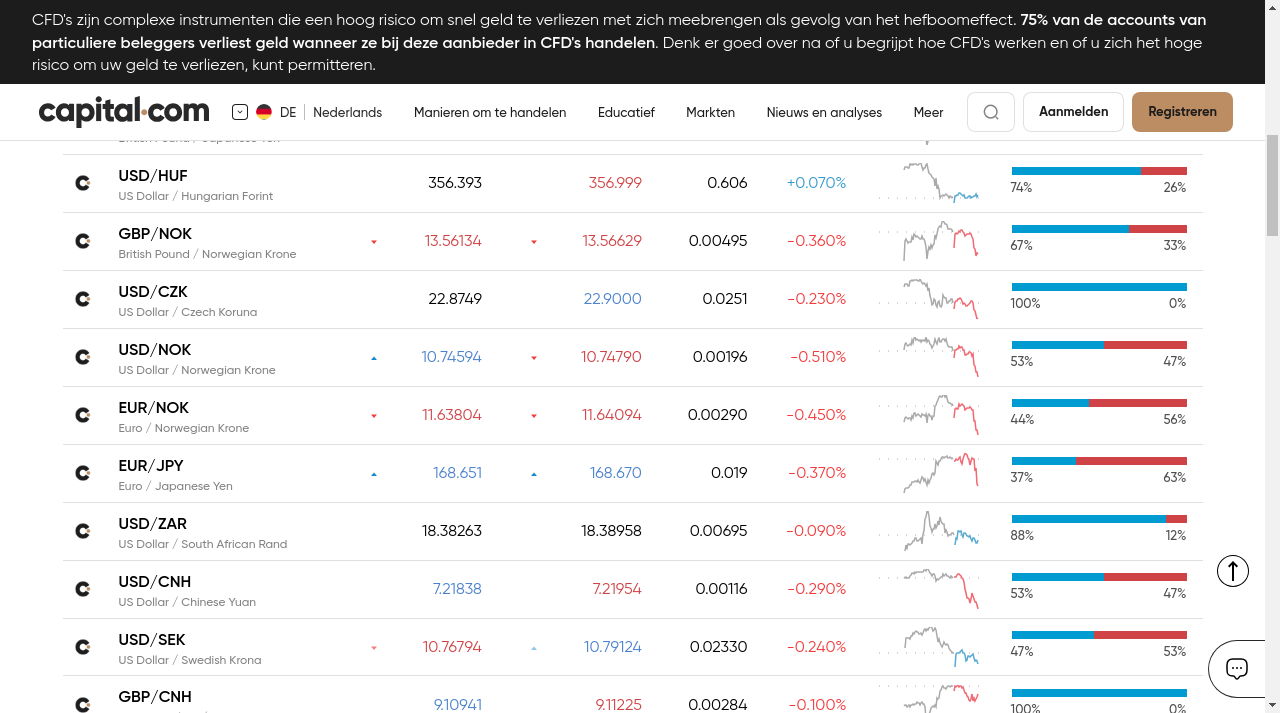 CFD's zijn complexe instrumenten die een hoog risico om snel geld te verliezen met zich meebrengen als gevolg van het hefboomeffect. 75% van de accounts van
particuliere beleggers verliest geld wanneer ze bij deze aanbieder in CFD's handelen. Denk er goed over na of u begrijpt hoe CFD's werken en of u zich het hoge
risico om uw geld te verliezen, kunt permitteren.
capital.com DE Nederlands Manieren om te handelen Educatief Markten Nieuws en analyses Meer Aanmelden Registreren
British Pound / Japanese Yen
USD/HUF 356.393 356.999 0.606 +0.070%
US Dollar / Hungarian Forint 74% 26%
GBP/NOK 13.56134 13.56629 0.00495 -0.360%
British Pound / Norwegian Krone 67% 33%
USD/CZK 22.8749 22.9000 0.0251 -0.230%
US Dollar / Czech Koruna 100% 0%
USD/NOK 10.74594 10.74790 0.00196 -0.510%
US Dollar / Norwegian Krone 53% 47%
EUR/NOK 11.63804 11.64094 0.00290 -0.450%
Euro / Norwegian Krone 44% 56%
EUR/JPY 168.651 168.670 0.019 -0.370%
Euro / Japanese Yen 37% 63%
USD/ZAR 18.38263 18.38958 0.00695 -0.090%
US Dollar / South African Rand 88% 12%
USD/CNH 7.21838 7.21954 0.00116 -0.290%
US Dollar / Chinese Yuan 53% 47%
USD/SEK 10.76794 10.79124 0.02330 -0.240%
US Dollar / Swedish Krona 47% 53%
GBP/CNH 9.10941 9.11225 0.00284 -0.100%
100% 0%